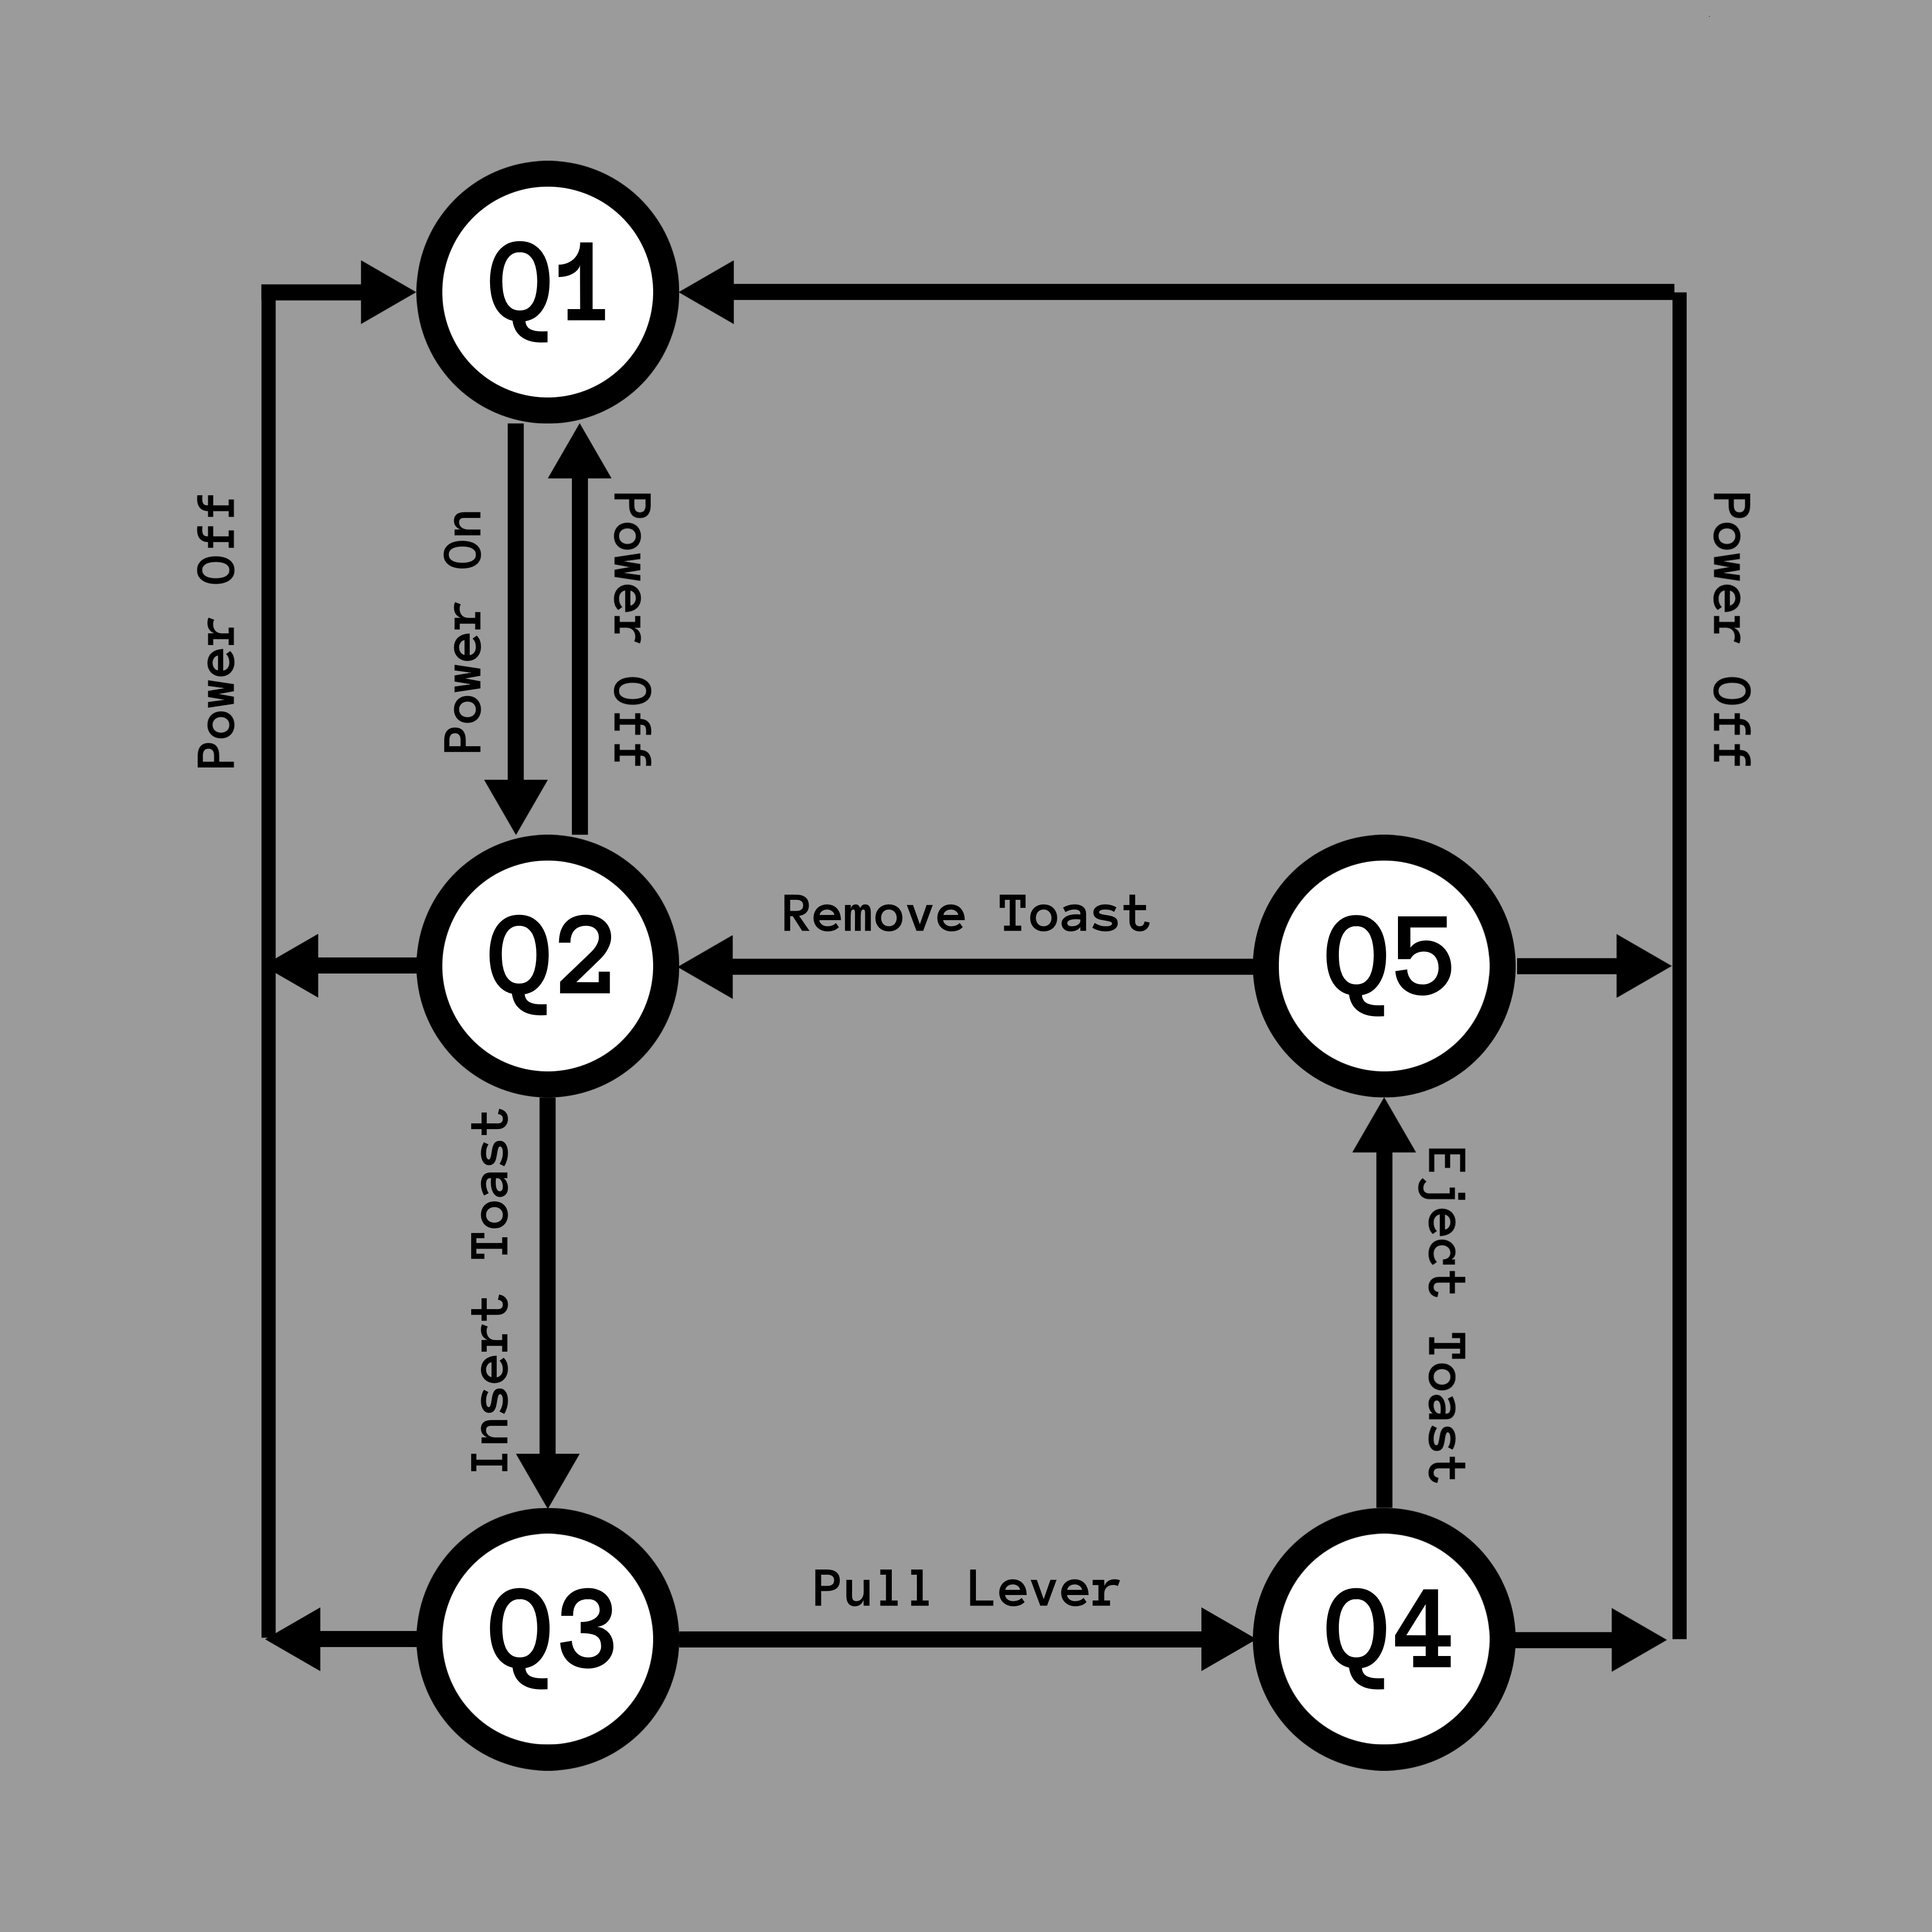 Q1
Power Off
Power On
Power Off
Power Off
Q2
Remove Toast
Q5
Insert Toast
Eject Toast
Q3
Pull Lever
Q4